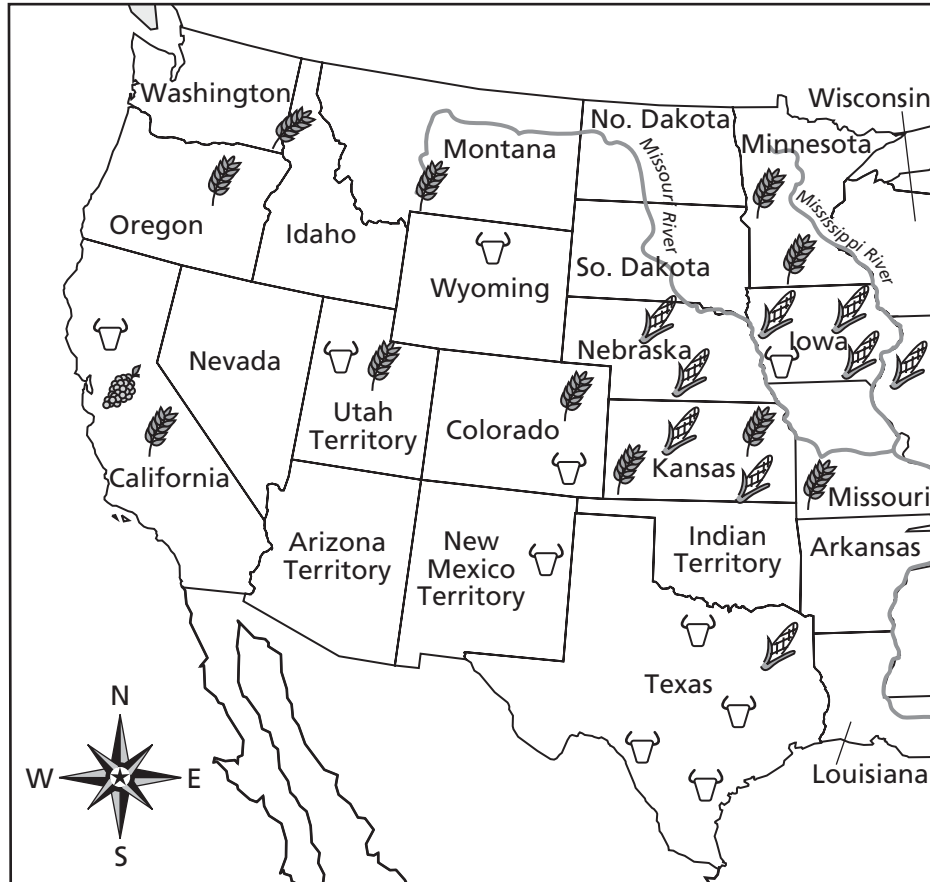 Washington
Montana
No. Dakota
Minnesota
Wisconsin
Oregon
Idaho
Wyoming
So. Dakota
Missouri River
Mississippi River
Nevada
Utah
Territory
Colorado
Nebraska
Iowa
California
Kansas
Missouri
Arizona
Territory
New
Mexico
Territory
Indian
Territory
Arkansas
Texas
Louisiana
N
W
E
S